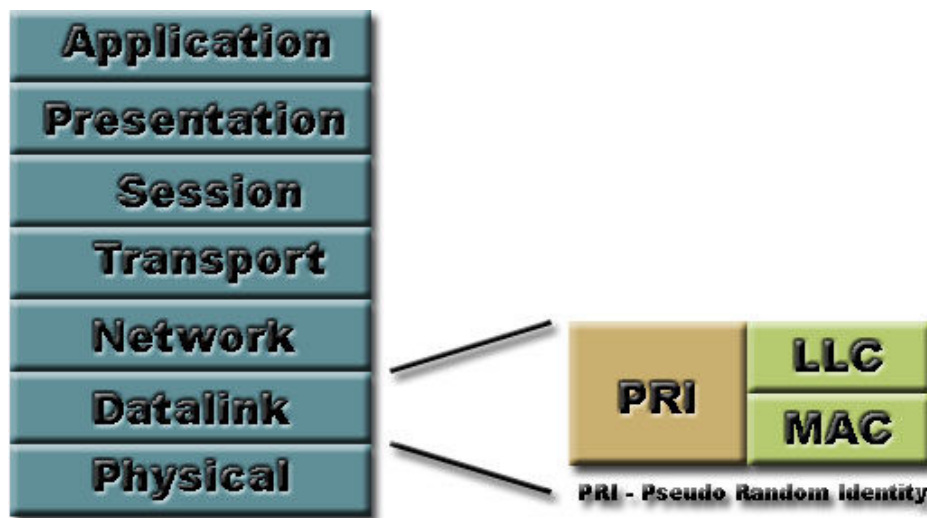 Application
Presentation
Session
Transport
Network
Datalink
Physical
PRI
LLC
MAC
PRI - Pseudo Random Identity